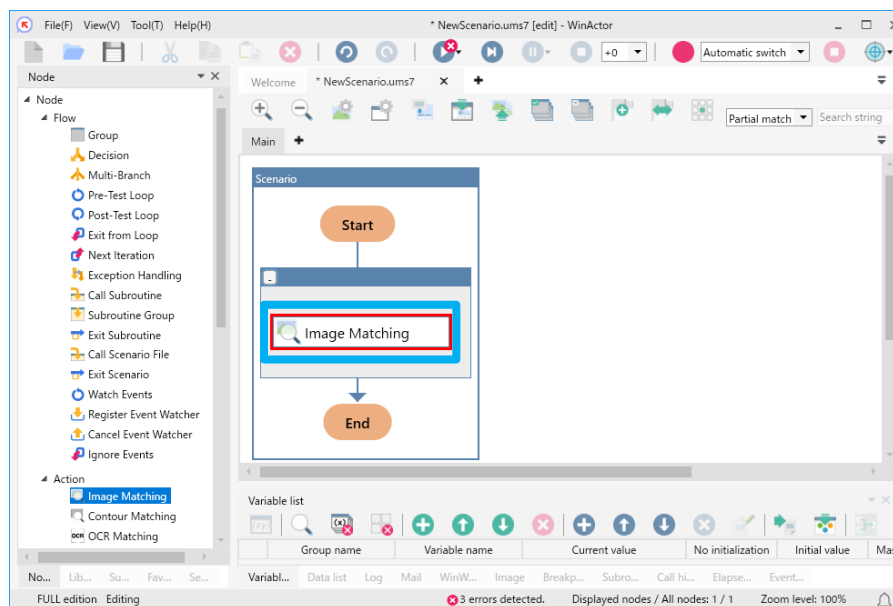 File(F) View(V) Tool(T) Help(H) * NewScenario.ums7 [edit] - WinActor
+0 Automatic switch
Node
Node
Flow
Group
Decision
Multi-Branch
Pre-Test Loop
Post-Test Loop
Exit from Loop
Next Iteration
Exception Handling
Call Subroutine
Subroutine Group
Exit Subroutine
Call Scenario File
Exit Scenario
Watch Events
Register Event Watcher
Cancel Event Watcher
Ignore Events
Action
Image Matching
Contour Matching
OCR OCR Matching
No... Lib... Su... Fav... Se...
Welcome * NewScenario.ums7
Partial match Search string
Main
Scenario
Start
Image Matching
End
Variable list
Group name Variable name Current value No initialization Initial value Mas
Variabl... Data list Log Mail WinW... Image Breakp... Subro... Call hi... Elapse... Event...
FULL edition Editing 3 errors detected. Displayed nodes / All nodes: 1 / 1 Zoom level: 100%